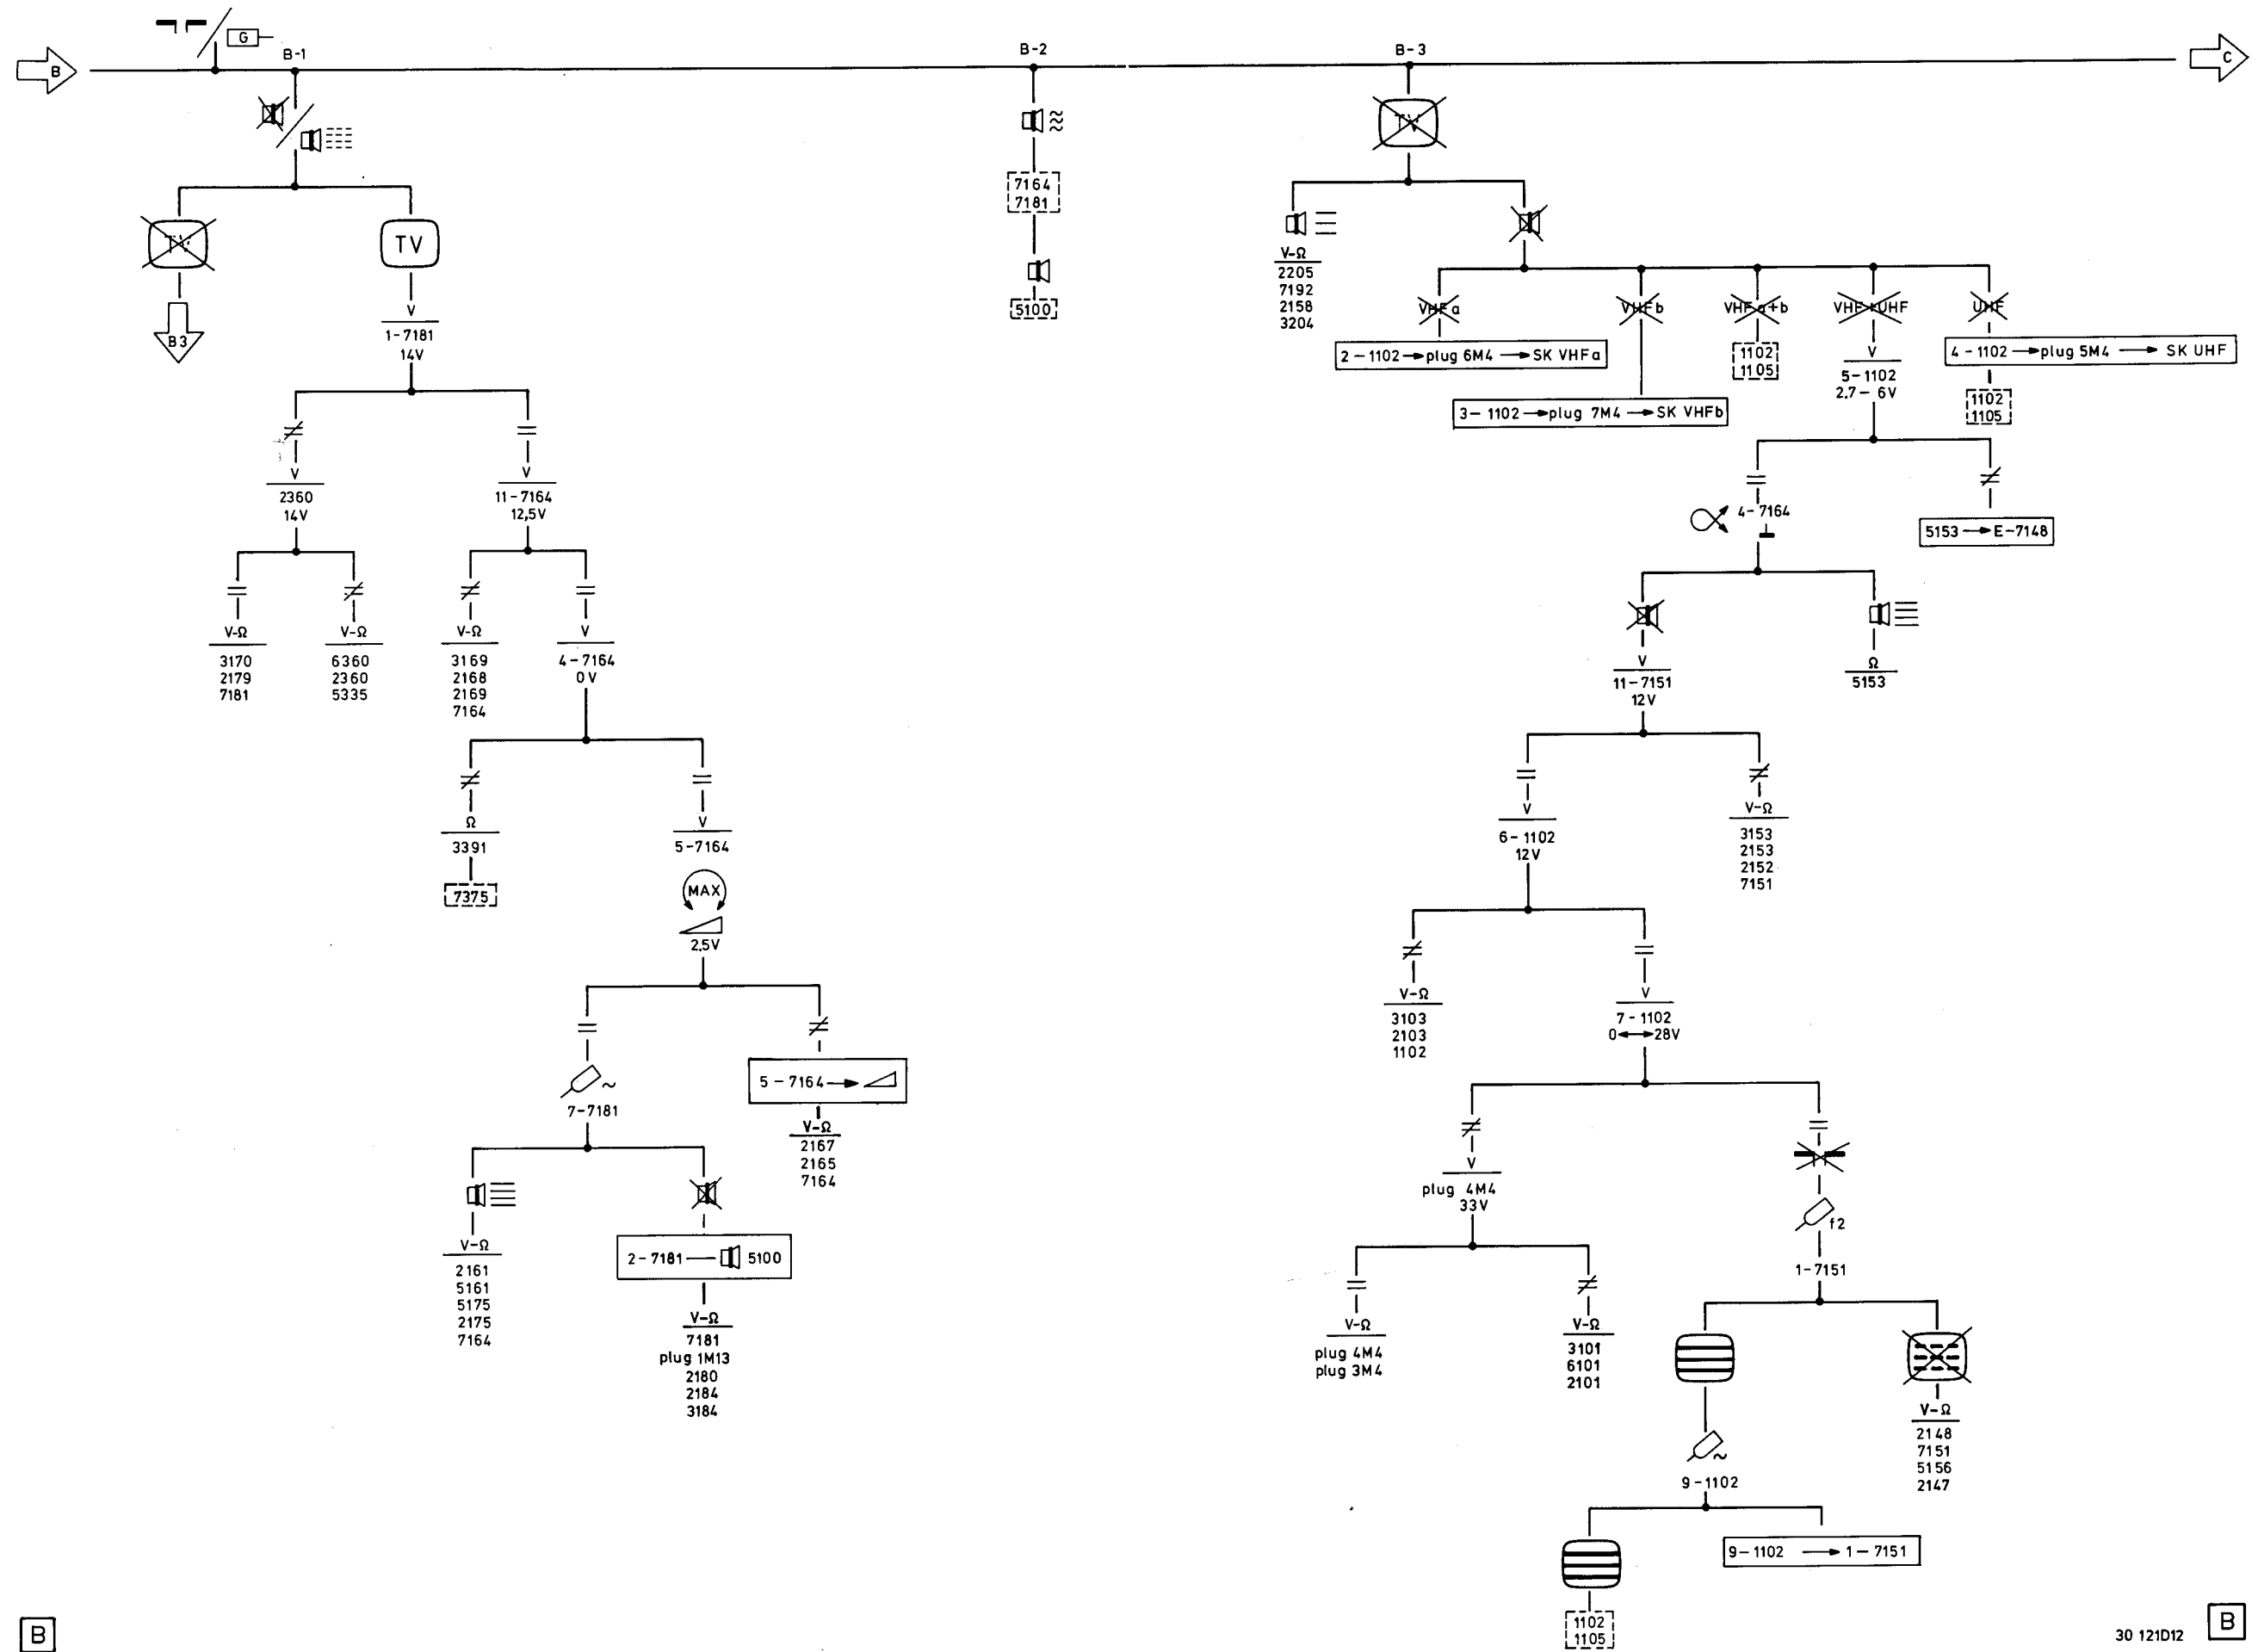 G
B
B-1
B-2
B-3
C
TV
TV
B3
V
1-7181
14V
V
2360
14V
V
11-7164
12,5V
V-Ω
3170
2179
7181
V-Ω
6360
2360
5335
V-Ω
3169
2168
2169
7164
V
4-7164
0V
Ω
3391
7375
V
5-7164
MAX
2,5V
~
7-7181
5-7164
V-Ω
2167
2165
7164
V-Ω
2161
5161
5175
2175
7164
2-7181 5100
V-Ω
7181
plug 1M13
2180
2184
3184
7164
7181
5100
TV
V-Ω
2205
7192
2158
3204
VHFa
VHFb
VHFa+b
VHF+UHF
UHF
2-1102→plug 6M4→SK VHFa
3-1102→plug 7M4→SK VHFb
1102
1105
V
5-1102
2,7-6V
4-1102→plug 5M4→SK UHF
1102
1105
4-7164
5153→E-7148
V
11-7151
12V
Ω
5153
V
6-1102
12V
V-Ω
3153
2153
2152
7151
V-Ω
3103
2103
1102
V
7-1102
0↔28V
V
plug 4M4
33V
f2
1-7151
V-Ω
plug 4M4
plug 3M4
V-Ω
3101
6101
2101
V-Ω
2148
7151
5156
2147
~
9-1102
9-1102→1-7151
1102
1105
B
30 121D12
B